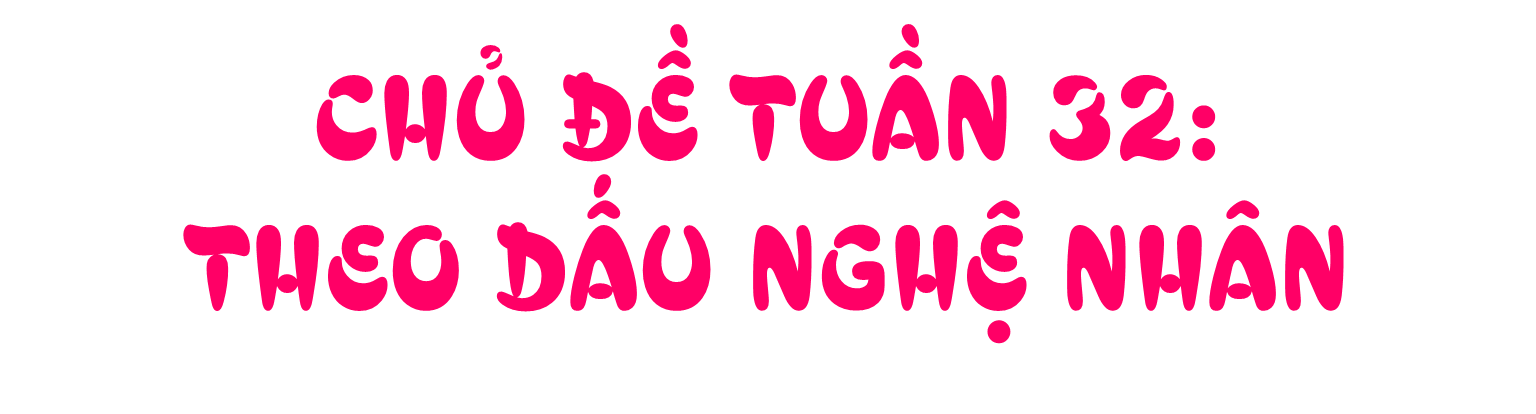 CHỦ ĐỀ TUẦN 32:
THEO DẤU NGHỆ NHÂN